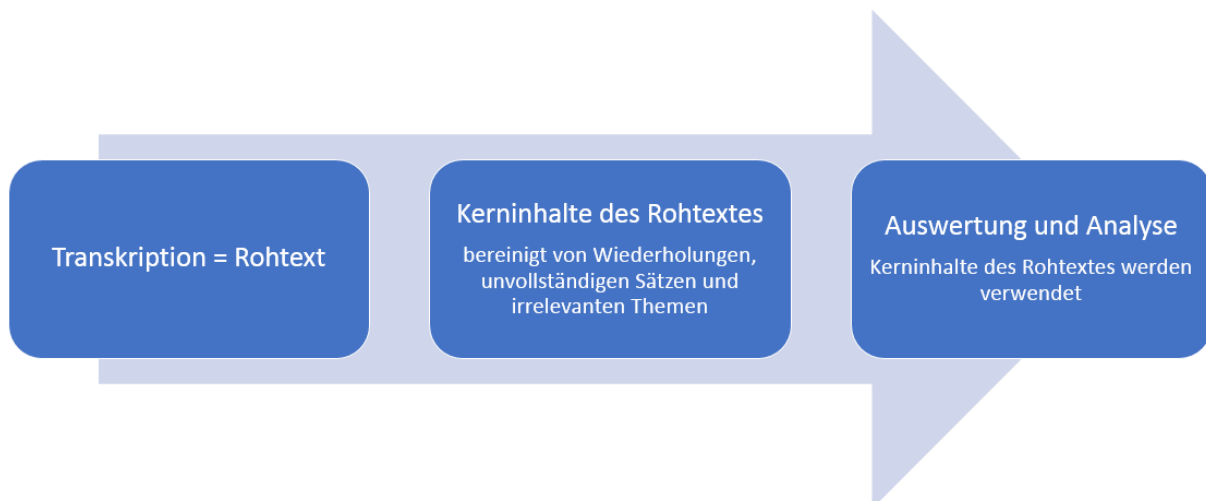 Transkription = Rohtext
Kerninhalte des Rohtextes
bereinigt von Wiederholungen,
unvollständigen Sätzen und
irrelevanten Themen
Auswertung und Analyse
Kerninhalte des Rohtextes werden
verwendet